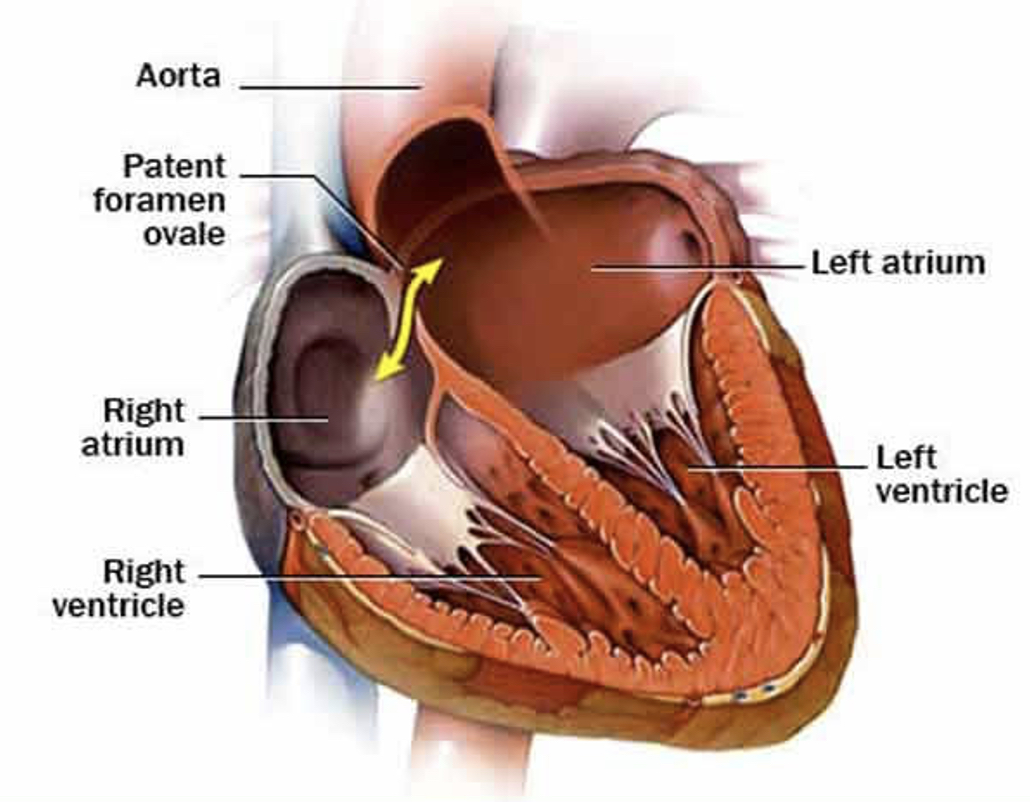 Aorta
Patent
foramen
ovale
Left atrium
Right
atrium
Left
ventricle
Right
ventricle